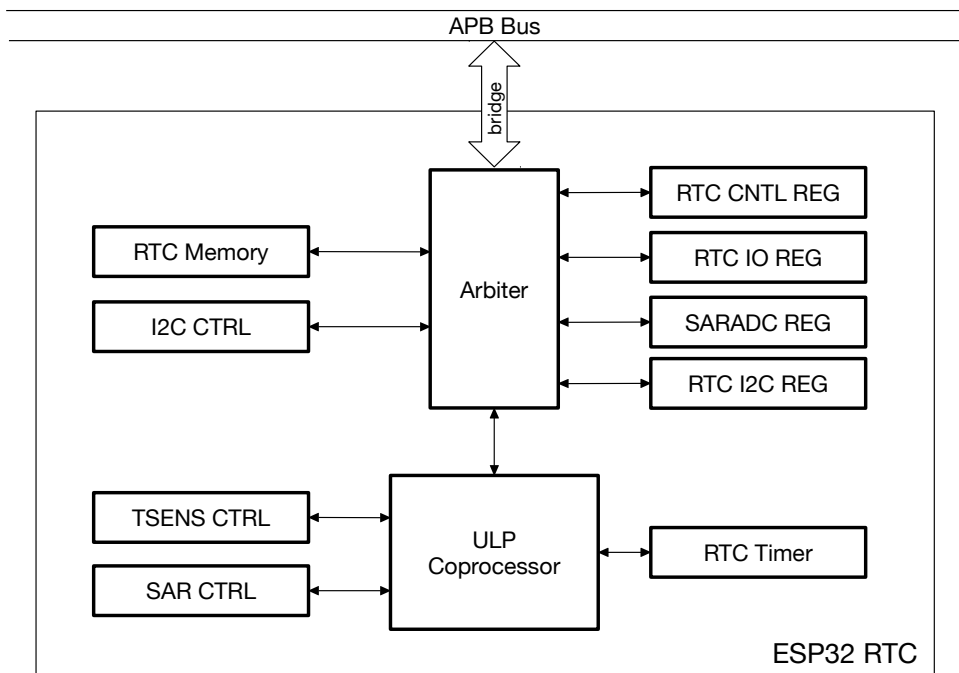 APB Bus
bridge
RTC CNTL REG
RTC Memory
RTC IO REG
Arbiter
I2C CTRL
SARADC REG
RTC I2C REG
TSENS CTRL
ULP
Coprocessor
RTC Timer
SAR CTRL
ESP32 RTC